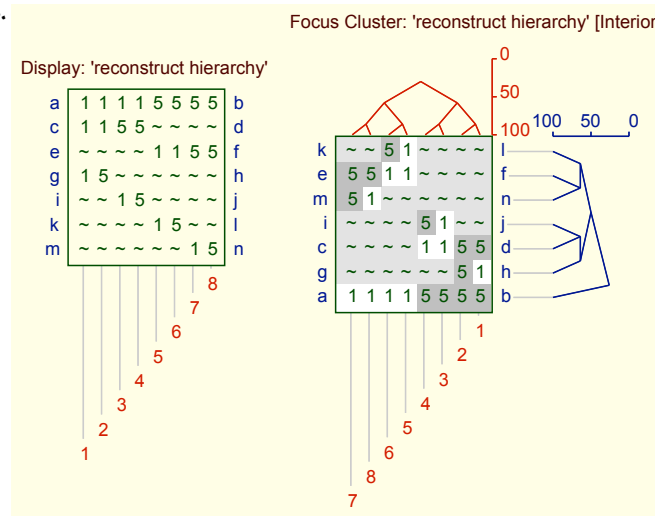 Display: 'reconstruct hierarchy'
a 1 1 1 1 5 5 5 5 b
c 1 1 5 5 ~ ~ ~ ~ d
e ~ ~ ~ ~ 1 1 5 5 f
g 1 5 ~ ~ ~ ~ ~ ~ h
i ~ ~ 1 5 ~ ~ ~ ~ j
k ~ ~ ~ ~ 1 5 ~ ~ l
m ~ ~ ~ ~ ~ ~ 1 5 n
8
7
6
5
4
3
2
1
Focus Cluster: 'reconstruct hierarchy' [Interior
0
50
100
100 50 0
k ~ ~ 5 1 ~ ~ ~ ~ l
e 5 5 1 1 ~ ~ ~ ~ f
m 5 1 ~ ~ ~ ~ ~ ~ n
i ~ ~ ~ ~ 5 1 ~ ~ j
c ~ ~ ~ ~ 1 1 5 5 d
g ~ ~ ~ ~ ~ ~ 5 1 h
a 1 1 1 1 5 5 5 5 b
1
2
3
4
5
6
8
7